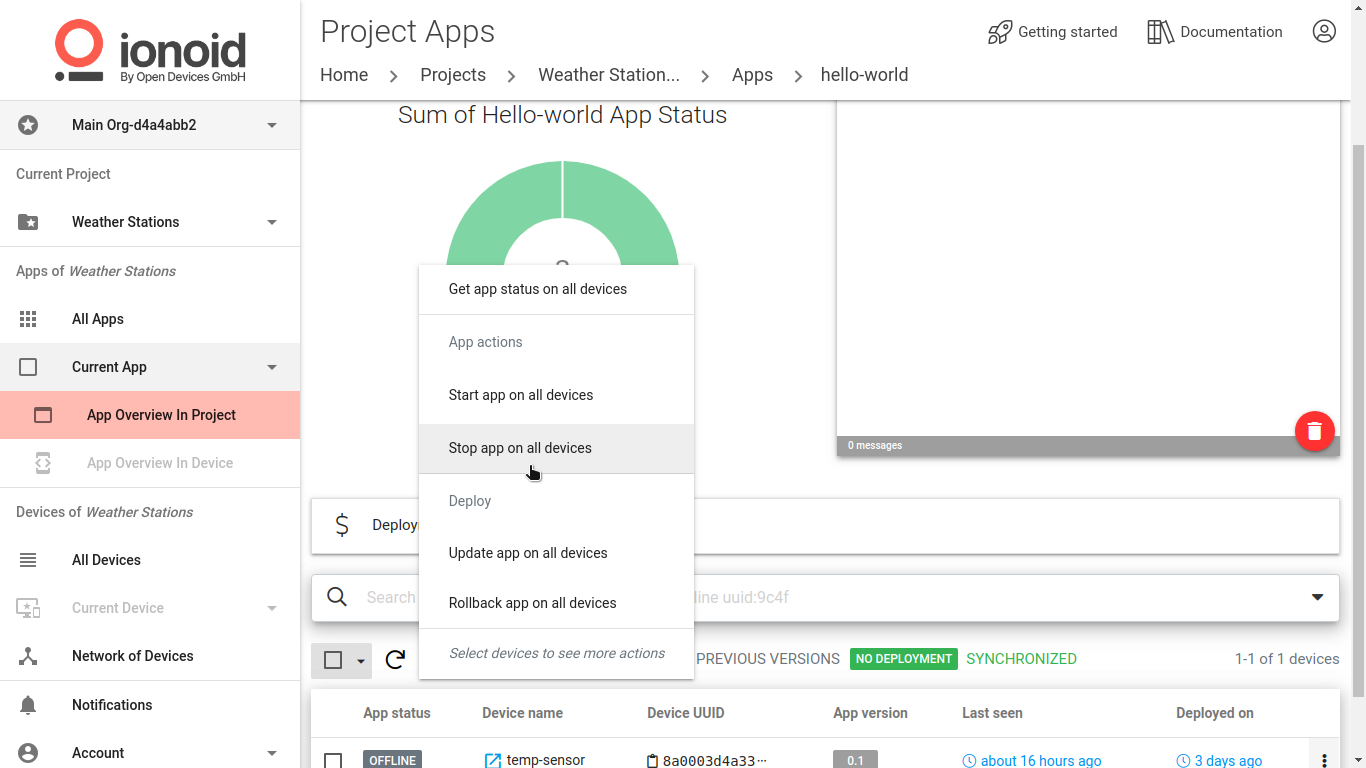 ionoid
By Open Devices GmbH
Main Org-d4a4abb2
Current Project
Weather Stations
Apps of Weather Stations
All Apps
Current App
App Overview In Project
App Overview In Device
Devices of Weather Stations
All Devices
Current Device
Network of Devices
Notifications
Account
Project Apps
Getting started
Documentation
Home > Projects > Weather Station... > Apps > hello-world
Sum of Hello-world App Status
0 messages
Get app status on all devices
App actions
Start app on all devices
Stop app on all devices
Deploy
Update app on all devices
Rollback app on all devices
Select devices to see more actions
$ Deploy
Search
line uuid:9c4f
PREVIOUS VERSIONS NO DEPLOYMENT SYNCHRONIZED 1-1 of 1 devices
App status Device name Device UUID App version Last seen Deployed on
OFFLINE temp-sensor 8a0003d4a33··· 0.1 about 16 hours ago 3 days ago